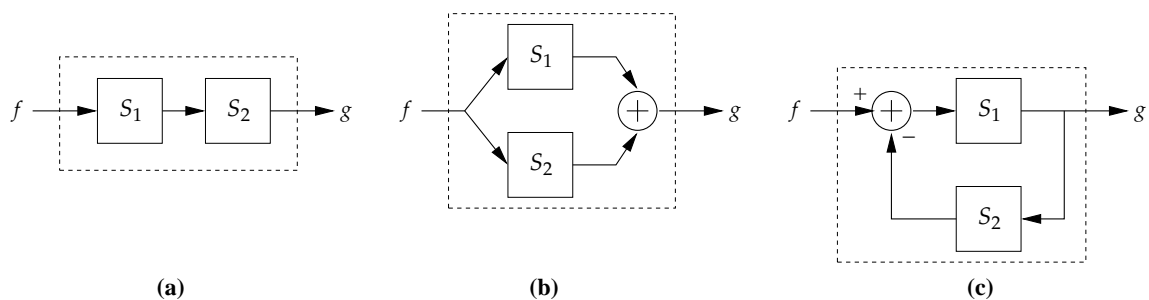 f S₁ S₂ g
(a)
f S₁ S₂ + g
(b)
f + + − S₁ S₂ g
(c)